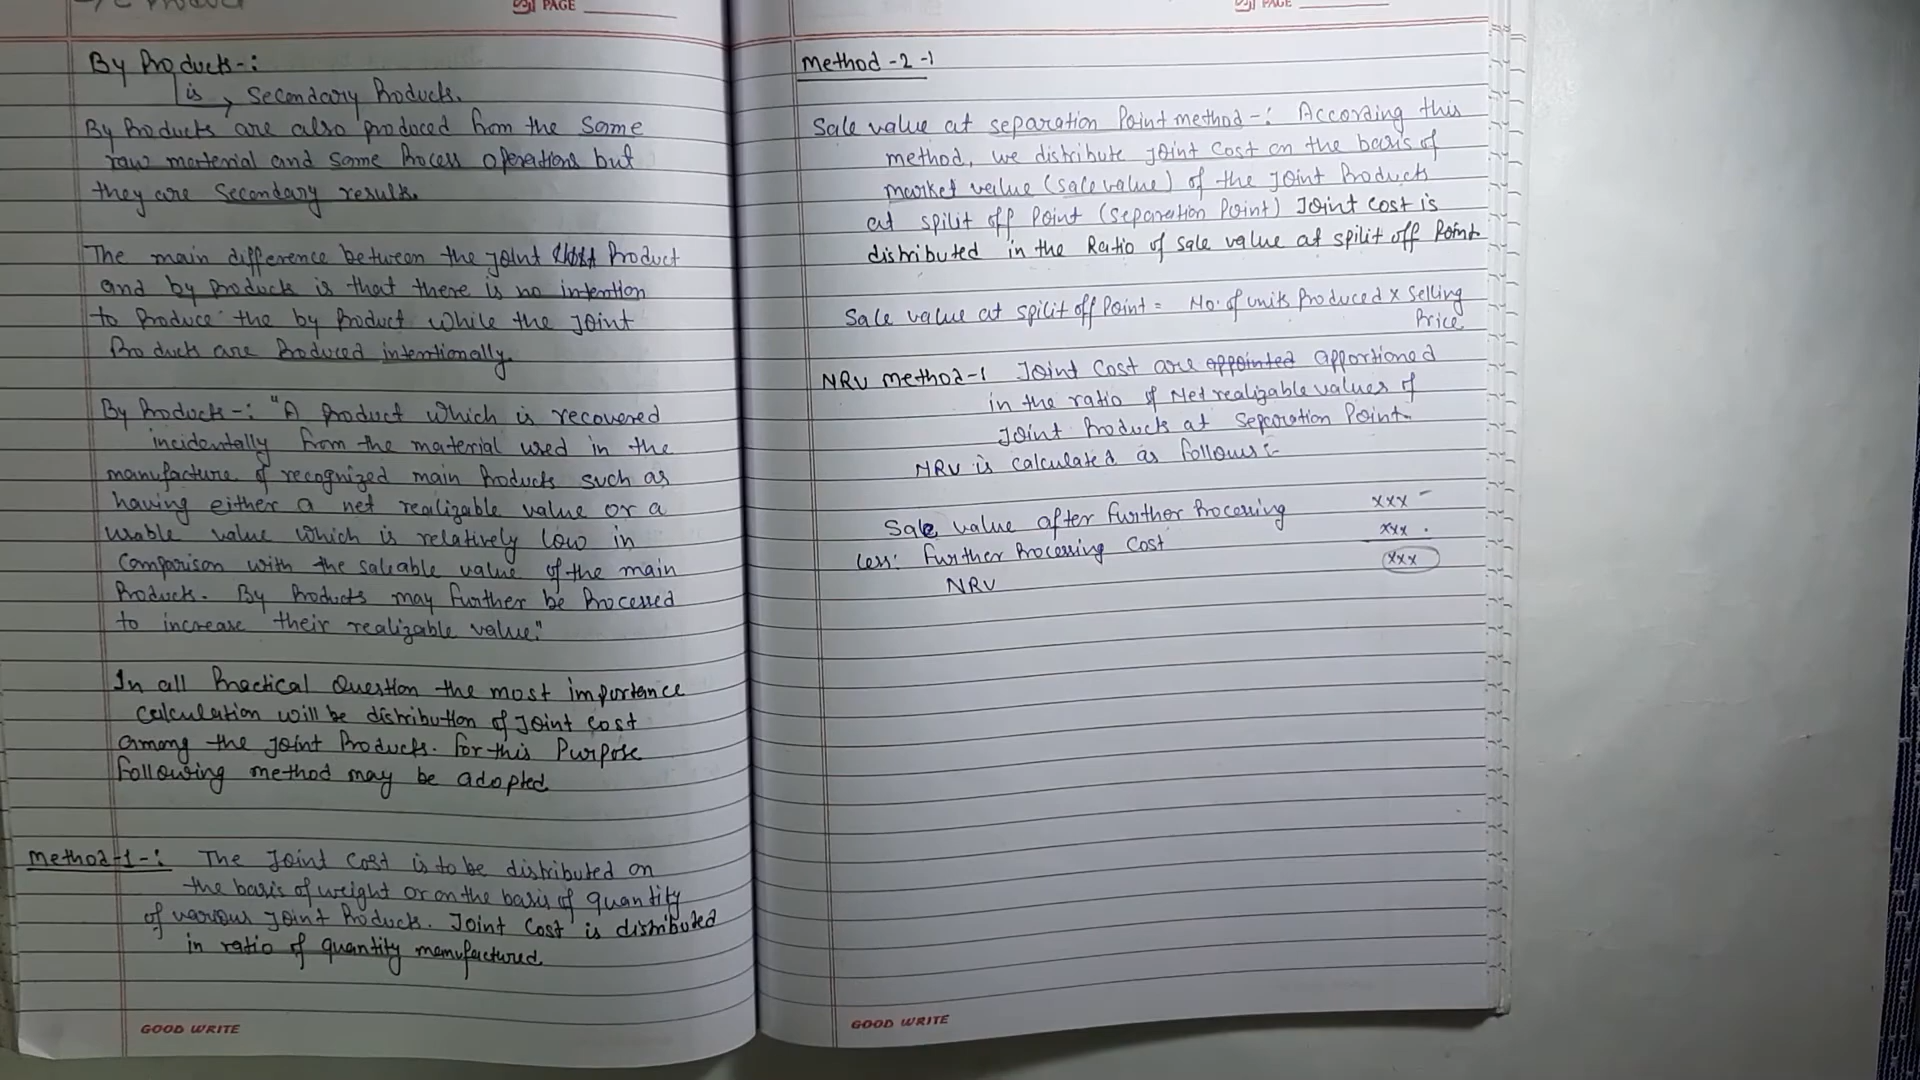 PAGE
By Products-:
is → Secondary Products.
By Products are also produced from the same
raw material and same Process operations but
they are Secondary results.
The main difference between the joint Product
and by products is that there is no intention
to Produce the by Product while the Joint
Products are Produced intentionally.
By Products-: "A Product which is recovered
incidentally from the material used in the
manufacture of recognized main Products such as
having either a net realizable value or a
usable value which is relatively low in
Comparison with the saleable value of the main
Products. By Products may further be Processed
to increase their realizable value."
In all Practical Question the most importance
Calculation will be distribution of Joint cost
among the joint Products. For this Purpose
following method may be adopted
Method-1-: The Joint Cost is to be distributed on
the basis of weight or on the basis of quantity
of various Joint Products. Joint Cost is distributed
in ratio of quantity manufactured.
GOOD WRITE
PAGE
Method-2-1
Sale value at separation Point method-: According this
method, we distribute Joint Cost on the basis of
market value (sale value) of the Joint Products
at spilit off Point (Separation Point) Joint cost is
distributed in the Ratio of sale value at spilit off Point
Sale value at spilit off Point = No. of units Produced x Selling
Price
NRV method-1 Joint Cost are appointed apportioned
in the ratio of Net realizable values of
Joint Products at Separation Point.
NRV is calculated as follows:-
Sale value after further Processing xxx -
less: Further Processing Cost xxx .
NRV xxx
GOOD WRITE